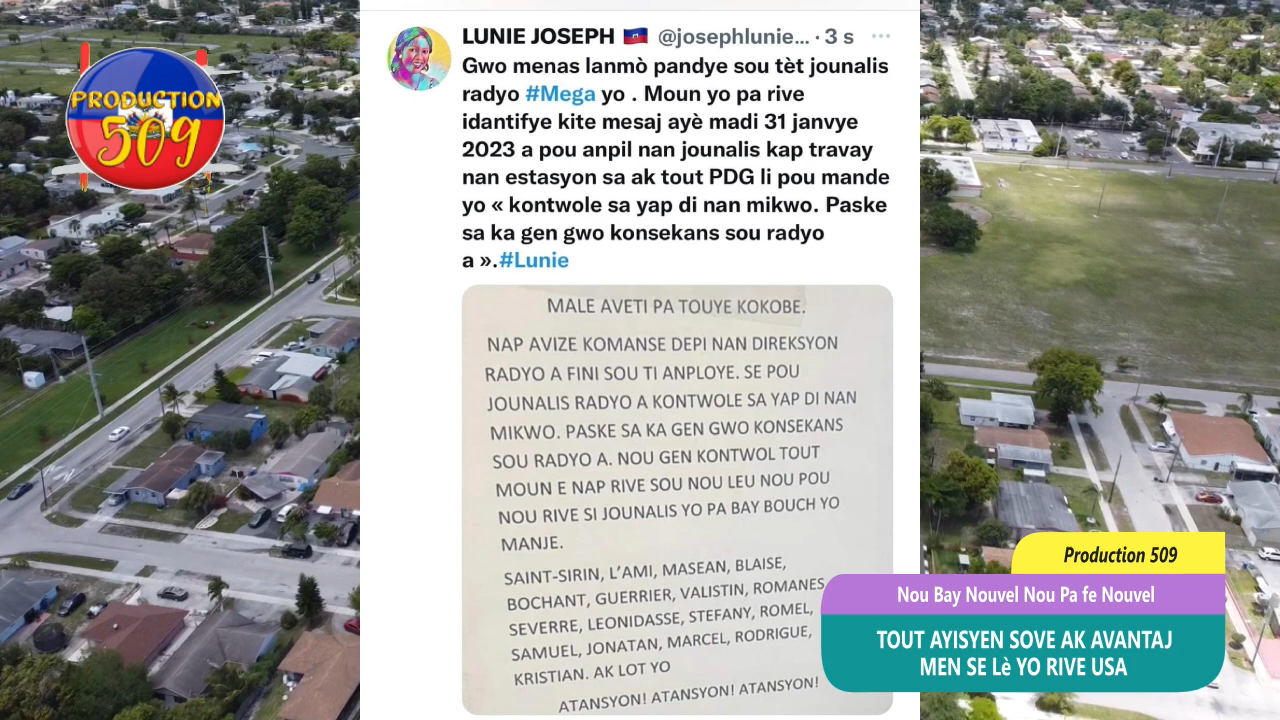 PRODUCTION
509
LUNIE JOSEPH 🇭🇹 @josephlunie... · 3 s ...
Gwo menas lanmò pandye sou tèt jounalis
radyo #Mega yo . Moun yo pa rive
idantifye kite mesaj ayè madi 31 janvye
2023 a pou anpil nan jounalis kap travay
nan estasyon sa ak tout PDG li pou mande
yo « kontwole sa yap di nan mikwo. Paske
sa ka gen gwo konsekans sou radyo
a ».#Lunie
MALE AVETI PA TOUYE KOKOBE.
NAP AVIZE KOMANSE DEPI NAN DIREKSYON
RADYO A FINI SOU TI ANPLOYE. SE POU
JOUNALIS RADYO A KONTWOLE SA YAP DI NAN
MIKWO. PASKE SA KA GEN GWO KONSEKANS
SOU RADYO A. NOU GEN KONTWOL TOUT
MOUN E NAP RIVE SOU NOU LEU NOU POU
NOU RIVE SI JOUNALIS YO PA BAY BOUCH YO
MANJE.
SAINT-SIRIN, L'AMI, MASEAN, BLAISE,
BOCHANT, GUERRIER, VALISTIN, ROMANES
SEVERRE, LEONIDASSE, STEFANY, ROMEL,
SAMUEL, JONATAN, MARCEL, RODRIGUE,
KRISTIAN. AK LOT YO
ATANSYON! ATANSYON! ATANSYON!
Production 509
Nou Bay Nouvel Nou Pa fe Nouvel
TOUT AYISYEN SOVE AK AVANTAJ
MEN SE Lè YO RIVE USA